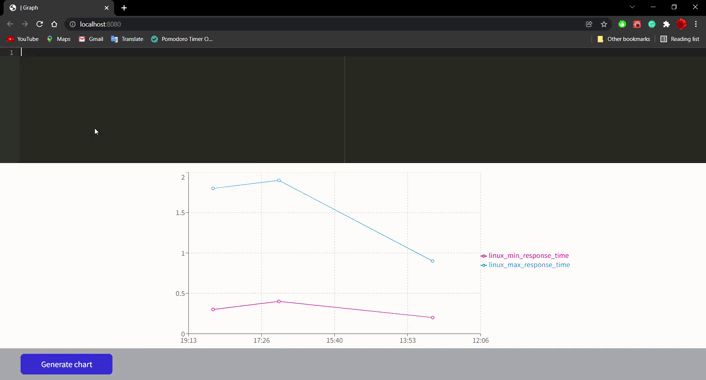 | Graph
localhost:8080
YouTube Maps Gmail Translate Pomodoro Timer O... Other bookmarks Reading list
1
2
1.5
1
0.5
0
19:13 17:26 15:40 13:53 12:06
linux_min_response_time
linux_max_response_time
Generate chart